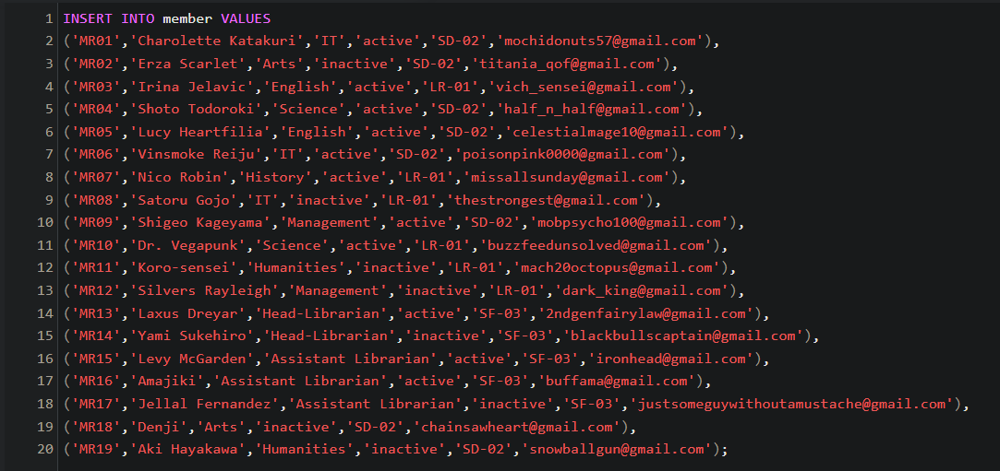 1 INSERT INTO member VALUES
2 ('MR01','Charolette Katakuri','IT','active','SD-02','mochidonuts57@gmail.com'),
3 ('MR02','Erza Scarlet','Arts','inactive','SD-02','titania_qof@gmail.com'),
4 ('MR03','Irina Jelavic','English','active','LR-01','vich_sensei@gmail.com'),
5 ('MR04','Shoto Todoroki','Science','active','SD-02','half_n_half@gmail.com'),
6 ('MR05','Lucy Heartfilia','English','active','SD-02','celestialmage10@gmail.com'),
7 ('MR06','Vinsmoke Reiju','IT','active','SD-02','poisonpink0000@gmail.com'),
8 ('MR07','Nico Robin','History','active','LR-01','missallsunday@gmail.com'),
9 ('MR08','Satoru Gojo','IT','inactive','LR-01','thestrongest@gmail.com'),
10 ('MR09','Shigeo Kageyama','Management','active','SD-02','mobpsycho100@gmail.com'),
11 ('MR10','Dr. Vegapunk','Science','active','LR-01','buzzfeedunsolved@gmail.com'),
12 ('MR11','Koro-sensei','Humanities','inactive','LR-01','mach20octopus@gmail.com'),
13 ('MR12','Silvers Rayleigh','Management','inactive','LR-01','dark_king@gmail.com'),
14 ('MR13','Laxus Dreyar','Head-Librarian','active','SF-03','2ndgenfairylaw@gmail.com'),
15 ('MR14','Yami Sukehiro','Head-Librarian','inactive','SF-03','blackbullscaptain@gmail.com'),
16 ('MR15','Levy McGarden','Assistant Librarian','active','SF-03','ironhead@gmail.com'),
17 ('MR16','Amajiki','Assistant Librarian','active','SF-03','buffama@gmail.com'),
18 ('MR17','Jellal Fernandez','Assistant Librarian','inactive','SF-03','justsomeguywithoutamustache@gmail.com'),
19 ('MR18','Denji','Arts','inactive','SD-02','chainsawheart@gmail.com'),
20 ('MR19','Aki Hayakawa','Humanities','inactive','SD-02','snowballgun@gmail.com');